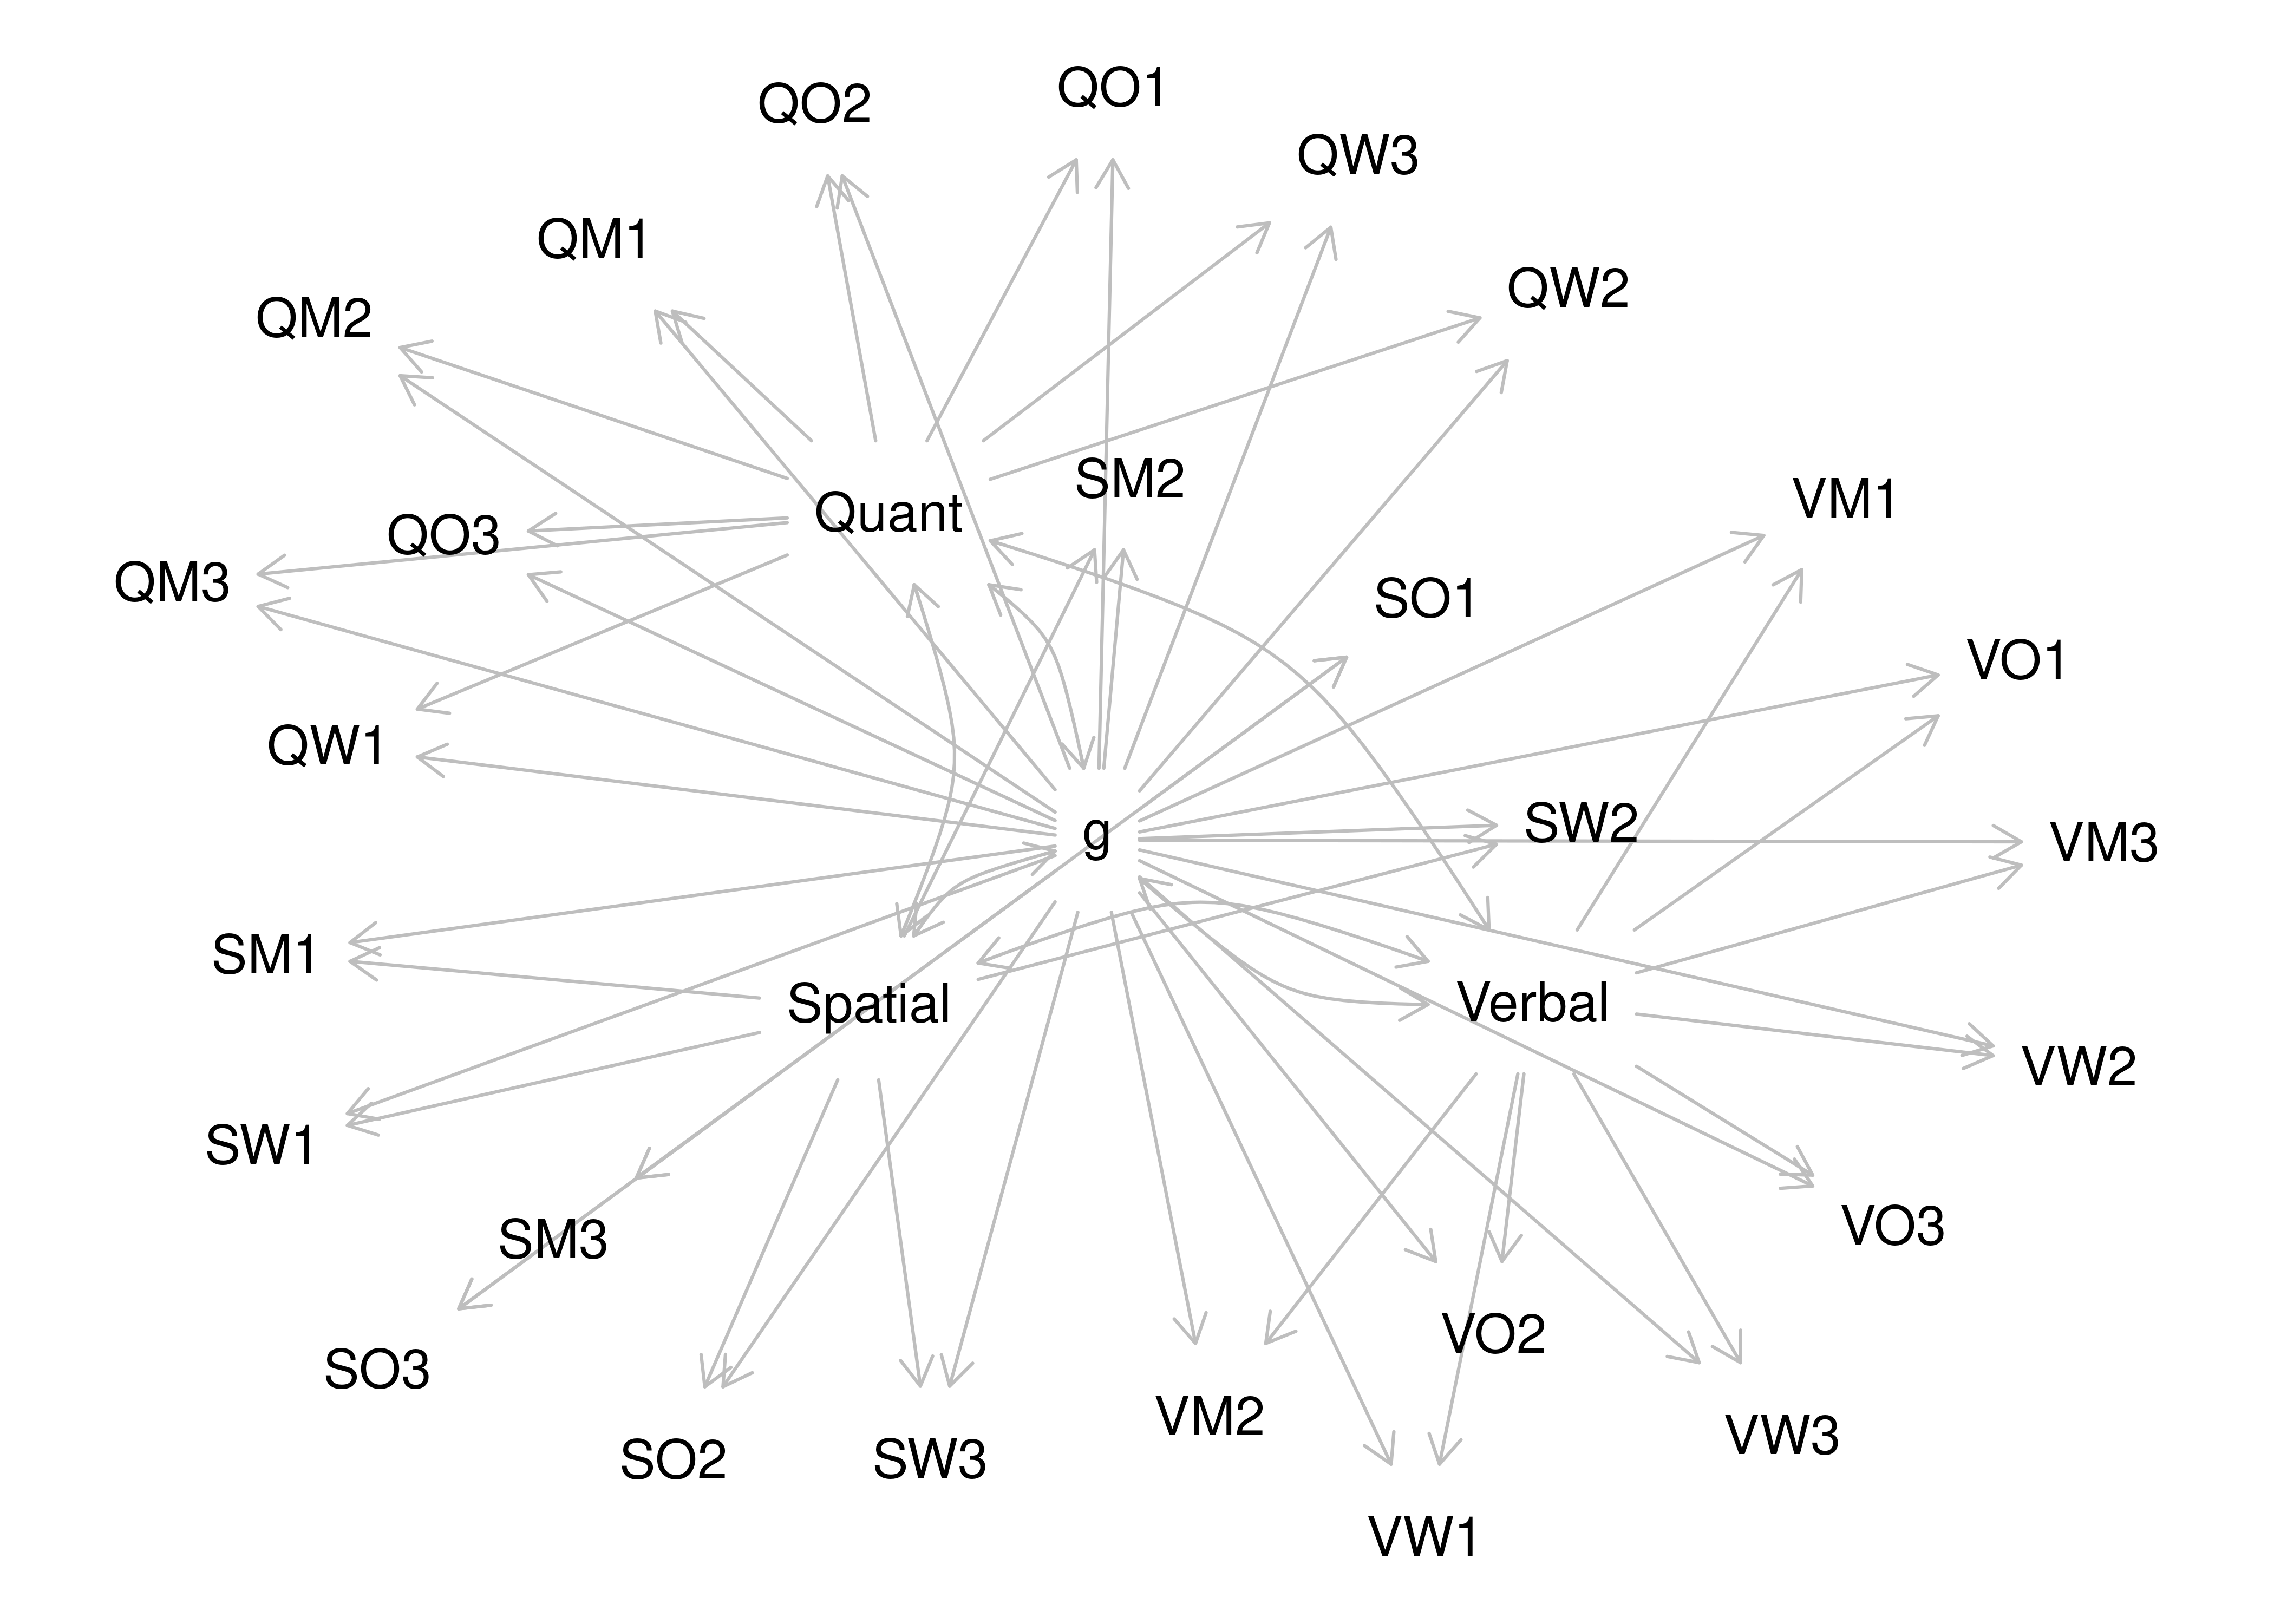 QO1
QO2
QW3
QM1
QW2
QM2
SM2
VM1
Quant
QO3
QM3
SO1
VO1
QW1
SW2
g
VM3
SM1
Spatial
Verbal
VW2
SW1
VO3
SM3
VO2
SO3
VM2
VW3
SO2
SW3
VW1